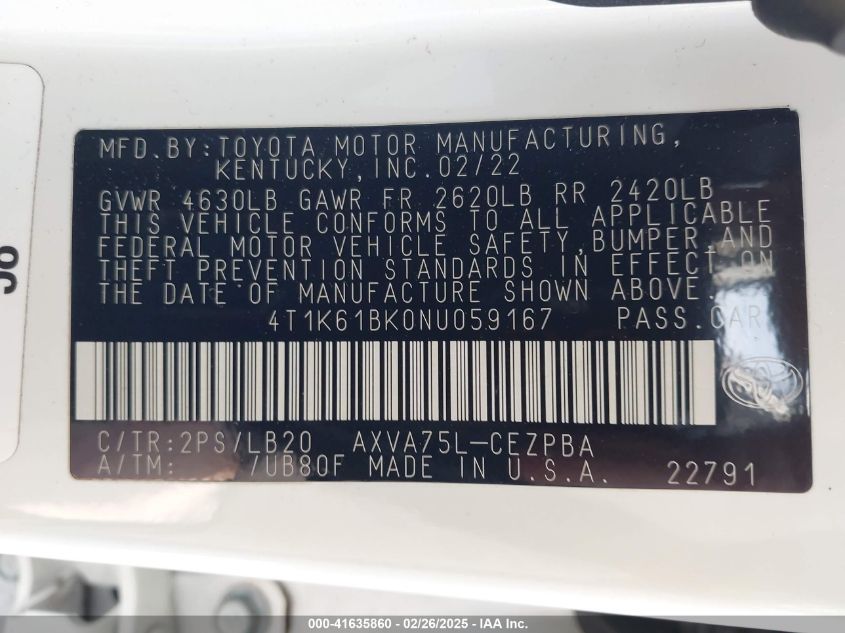 MFD.BY:TOYOTA MOTOR MANUFACTURING,
KENTUCKY,INC.02/22
GVWR 4630LB GAWR FR 2620LB RR 2420LB
THIS VEHICLE CONFORMS TO ALL APPLICABLE
FEDERAL MOTOR VEHICLE SAFETY,BUMPER,AND
THEFT PREVENTION STANDARDS IN EFFECT ON
THE DATE OF MANUFACTURE SHOWN ABOVE.
4T1K61BK0NU059167 PASS.CAR
C/TR:2PS/LB20 AXVA75L-CEZPBA
A/TM: /UB80F MADE IN U.S.A. 22791
000-41635860 - 02/26/2025 - AXVA - IAA Inc.